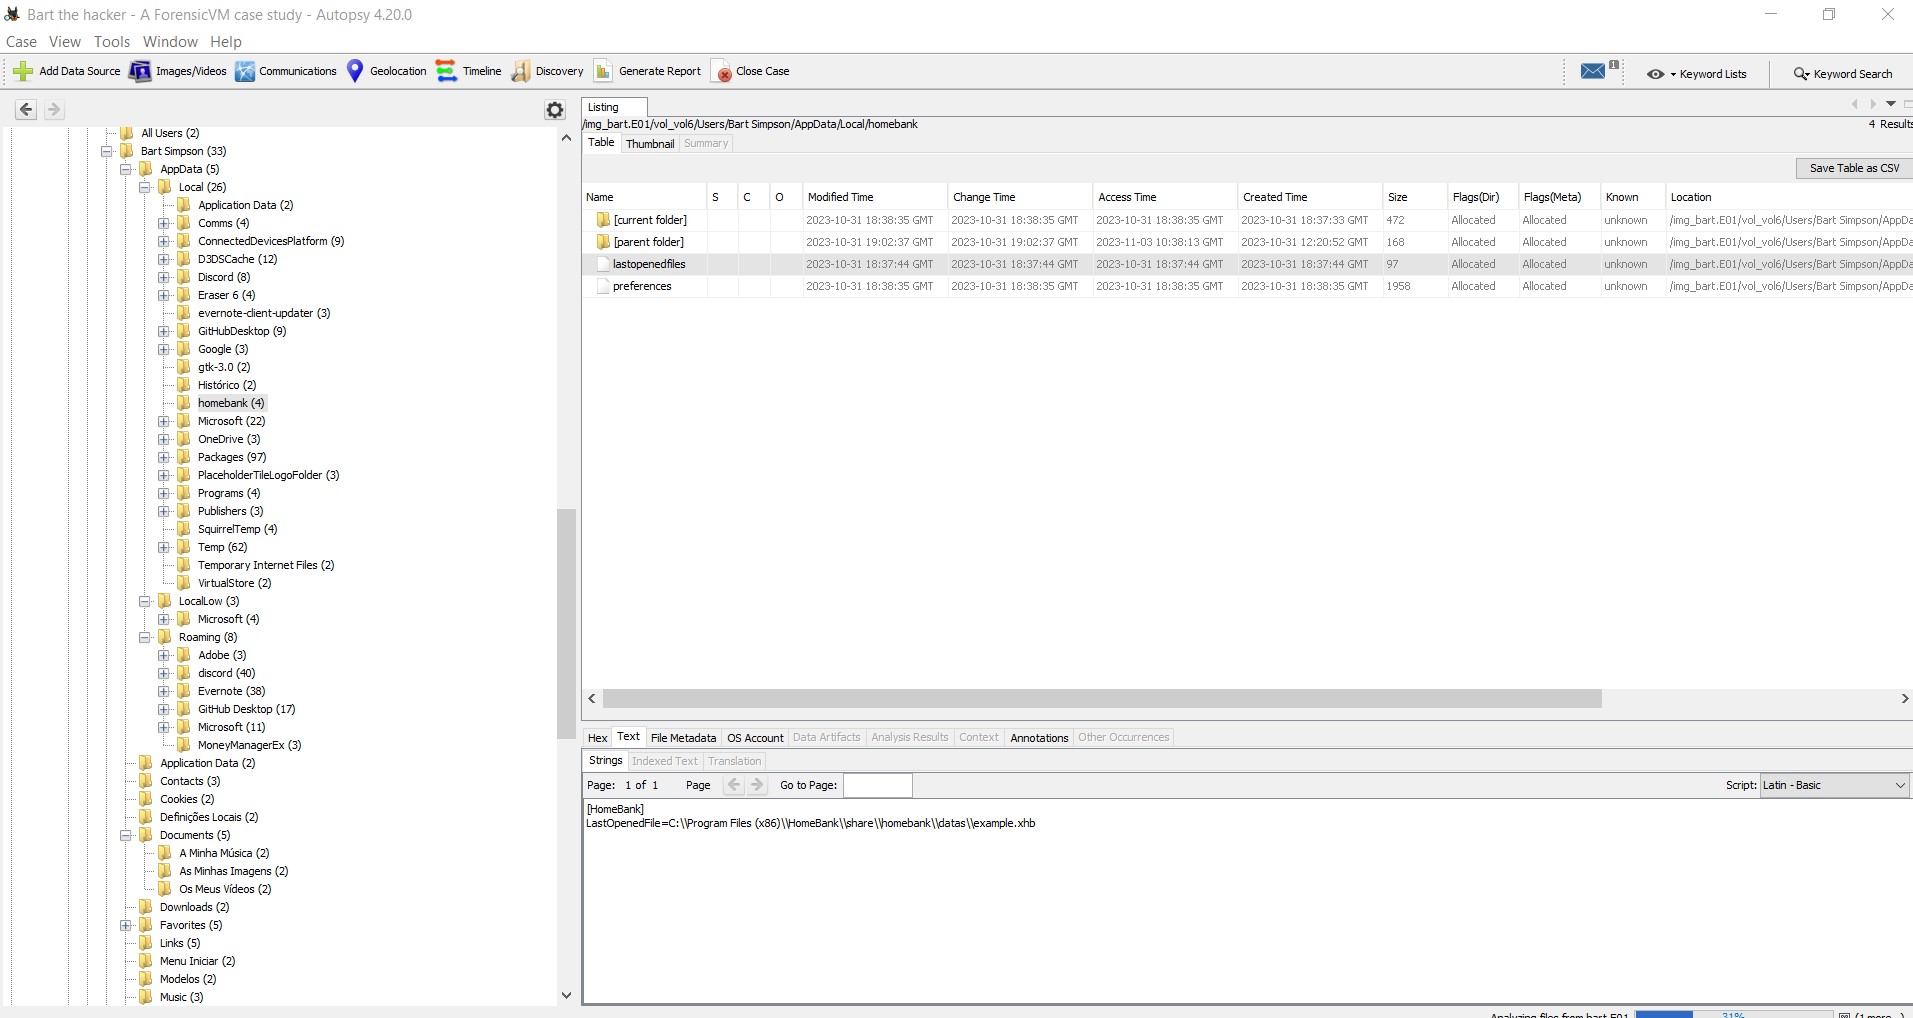 Bart the hacker - A ForensicVM case study - Autopsy 4.20.0
Case View Tools Window Help
Add Data Source Images/Videos Communications Geolocation Timeline Discovery Generate Report Close Case 1 Keyword Lists Keyword Search
All Users (2)
Bart Simpson (33)
AppData (5)
Local (26)
Application Data (2)
Comms (4)
ConnectedDevicesPlatform (9)
D3DSCache (12)
Discord (8)
Eraser 6 (4)
evernote-client-updater (3)
GitHubDesktop (9)
Google (3)
gtk-3.0 (2)
Histórico (2)
homebank (4)
Microsoft (22)
OneDrive (3)
Packages (97)
PlaceholderTileLogoFolder (3)
Programs (4)
Publishers (3)
SquirrelTemp (4)
Temp (62)
Temporary Internet Files (2)
VirtualStore (2)
LocalLow (3)
Microsoft (4)
Roaming (8)
Adobe (3)
discord (40)
Evernote (38)
GitHub Desktop (17)
Microsoft (11)
MoneyManagerEx (3)
Application Data (2)
Contacts (3)
Cookies (2)
Definições Locais (2)
Documents (5)
A Minha Música (2)
As Minhas Imagens (2)
Os Meus Vídeos (2)
Downloads (2)
Favorites (5)
Links (5)
Menu Iniciar (2)
Modelos (2)
Music (3)
Listing
/img_bart.E01/vol_vol6/Users/Bart Simpson/AppData/Local/homebank
4 Results
Table Thumbnail Summary
Save Table as CSV
Name S C O Modified Time Change Time Access Time Created Time Size Flags(Dir) Flags(Meta) Known Location
[current folder] 2023-10-31 18:38:35 GMT 2023-10-31 18:38:35 GMT 2023-10-31 18:38:35 GMT 2023-10-31 18:37:33 GMT 472 Allocated Allocated unknown /img_bart.E01/vol_vol6/Users/Bart Simpson/AppDa
[parent folder] 2023-10-31 19:02:37 GMT 2023-10-31 19:02:37 GMT 2023-11-03 10:38:13 GMT 2023-10-31 12:20:52 GMT 168 Allocated Allocated unknown /img_bart.E01/vol_vol6/Users/Bart Simpson/AppDa
lastopenedfiles 2023-10-31 18:37:44 GMT 2023-10-31 18:37:44 GMT 2023-10-31 18:37:44 GMT 2023-10-31 18:37:44 GMT 97 Allocated Allocated unknown /img_bart.E01/vol_vol6/Users/Bart Simpson/AppDa
preferences 2023-10-31 18:38:35 GMT 2023-10-31 18:38:35 GMT 2023-10-31 18:38:35 GMT 2023-10-31 18:38:35 GMT 1958 Allocated Allocated unknown /img_bart.E01/vol_vol6/Users/Bart Simpson/AppDa
Hex Text File Metadata OS Account Data Artifacts Analysis Results Context Annotations Other Occurrences
Strings Indexed Text Translation
Page: 1 of 1 Page Go to Page: Script: Latin - Basic
[HomeBank]
LastOpenedFile=C:\\Program Files (x86)\\HomeBank\\share\\homebank\\datas\\example.xhb
Analyzing files from bart.E01 31% (1 more...)